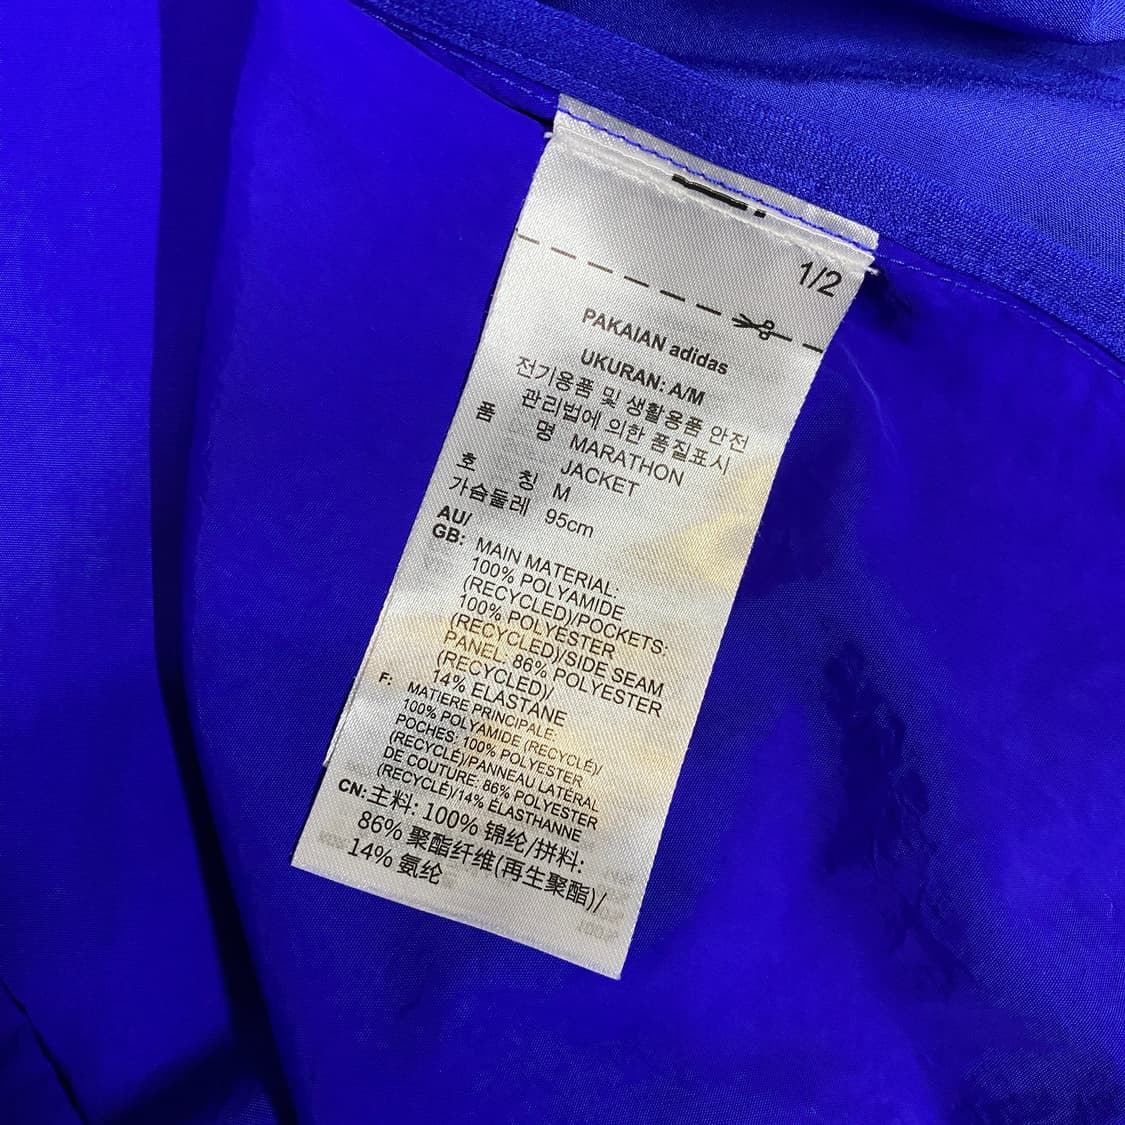 1/2
PAKAIAN adidas
UKURAN: A/M
전기용품 및 생활용품 안전
관리법에 의한 품질표시
품 명 MARATHON
JACKET
호 칭 M
가슴둘레 95cm
AU/
GB: MAIN MATERIAL:
100% POLYAMIDE
(RECYCLED)/POCKETS:
100% POLYESTER
(RECYCLED)/SIDE SEAM
PANEL: 86% POLYESTER
(RECYCLED)/
14% ELASTANE
F: MATIERE PRINCIPALE:
100% POLYAMIDE (RECYCLÉ)/
POCHES: 100% POLYESTER
(RECYCLÉ)/PANNEAU LATÉRAL
DE COUTURE: 86% POLYESTER
(RECYCLÉ)/14% ÉLASTHANNE
CN: 主料: 100% 锦纶/拼料:
86% 聚酯纤维(再生聚酯)/
14% 氨纶